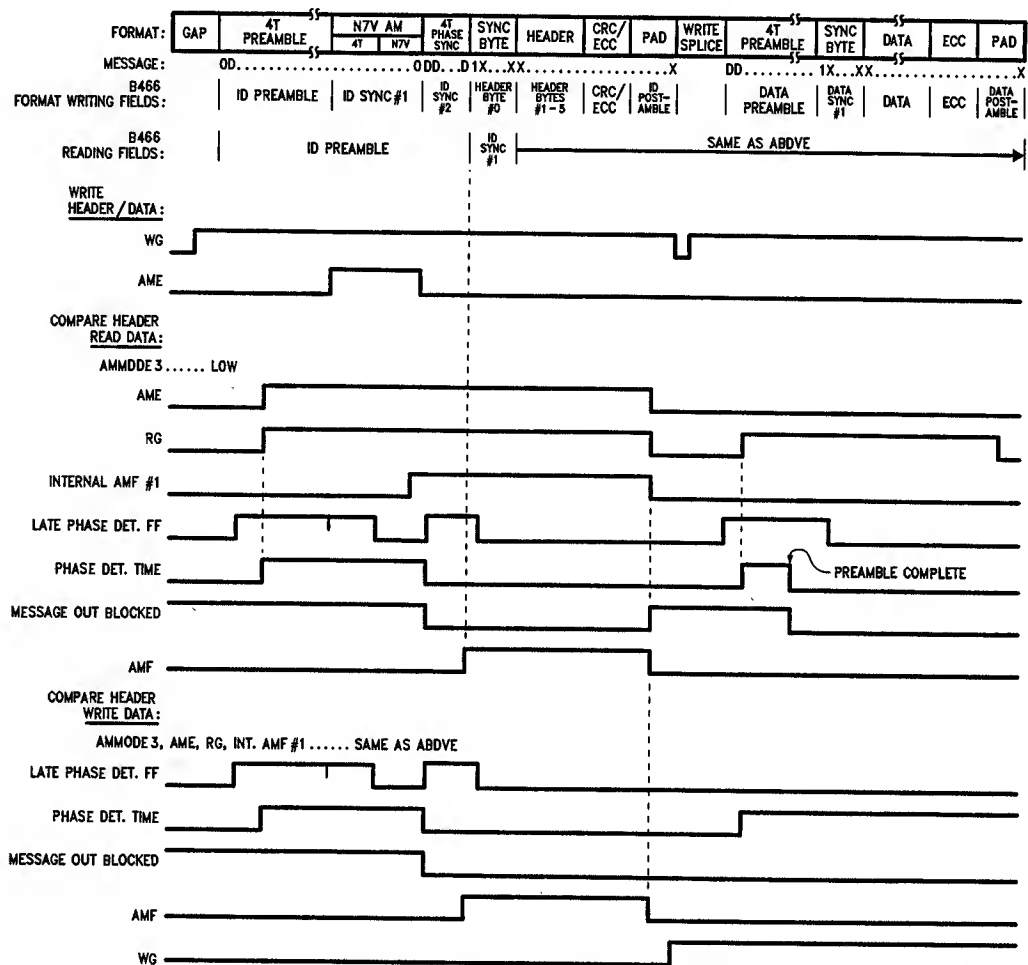 FORMAT: GAP 4T PREAMBLE N7V AM 4T N7V 4T PHASE SYNC SYNC BYTE HEADER CRC/ECC PAD WRITE SPLICE 4T PREAMBLE SYNC BYTE DATA ECC PAD
MESSAGE: 0D..................0DD...D1X...XX..................X DD........1X...XX..................X
B466 FORMAT WRITING FIELDS: ID PREAMBLE ID SYNC #1 ID SYNC #2 HEADER BYTE #0 HEADER BYTES #1-5 CRC/ECC ID POST-AMBLE DATA PREAMBLE DATA SYNC #1 DATA ECC DATA POST-AMBLE
B466 READING FIELDS: ID PREAMBLE ID SYNC #1 SAME AS ABDVE
WRITE
HEADER/DATA:
WG
AME
COMPARE HEADER
READ DATA:
AMMDDE3......LOW
AME
RG
INTERNAL AMF #1
LATE PHASE DET. FF
PHASE DET. TIME
PREAMBLE COMPLETE
MESSAGE OUT BLOCKED
AMF
COMPARE HEADER
WRITE DATA:
AMMODE3, AME, RG, INT. AMF #1......SAME AS ABDVE
LATE PHASE DET. FF
PHASE DET. TIME
MESSAGE OUT BLOCKED
AMF
WG